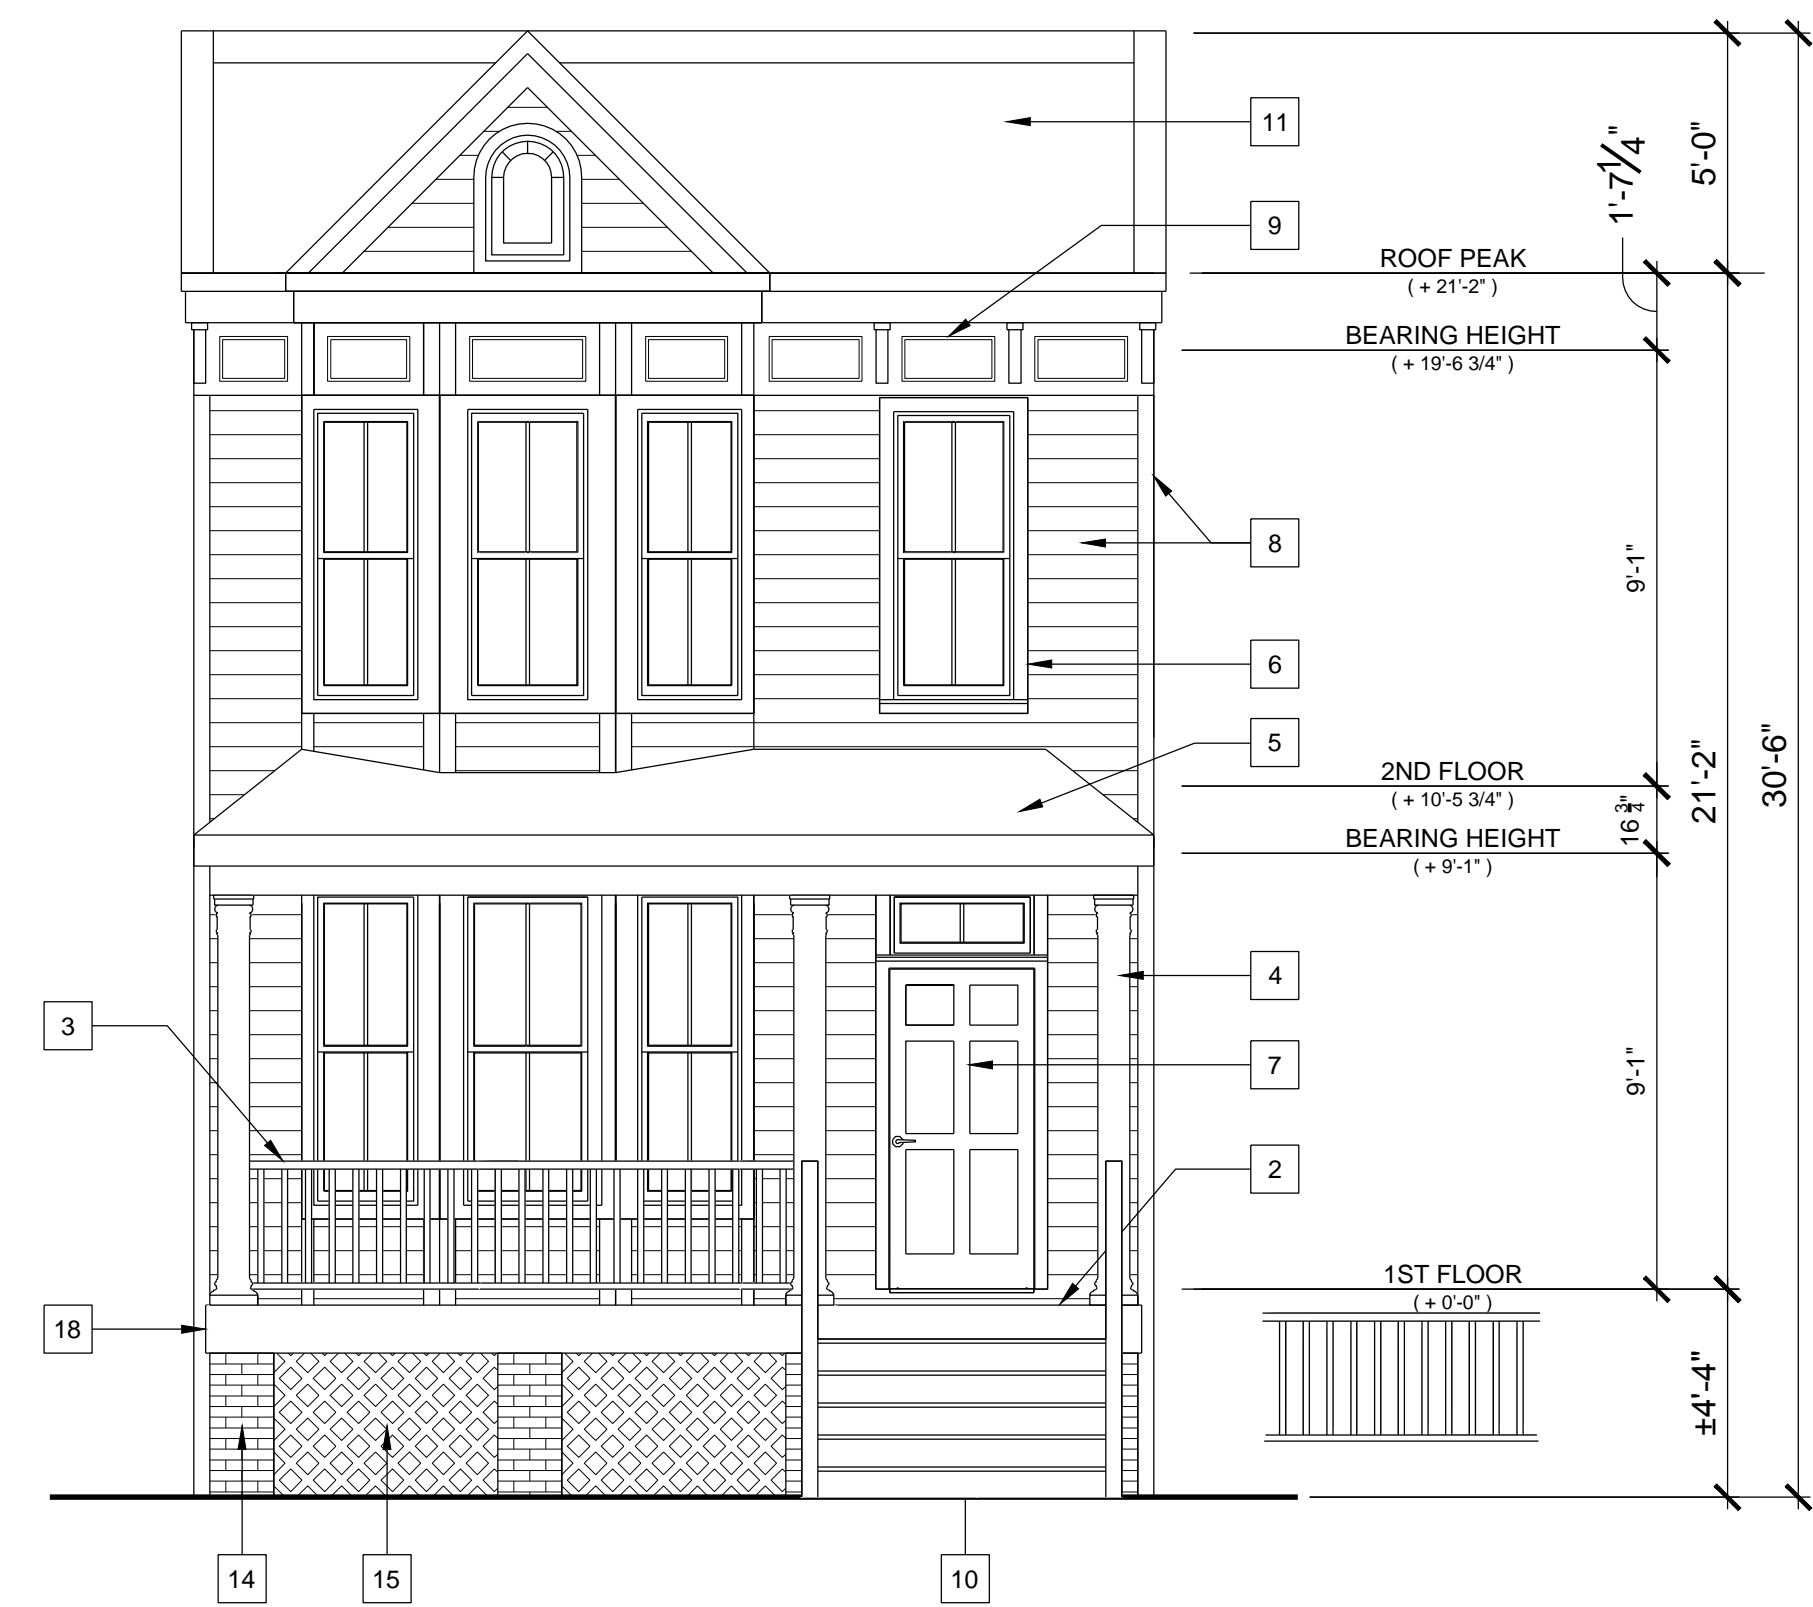 11
1'-7 1/4"
5'-0"
9
ROOF PEAK
( + 21'-2" )
BEARING HEIGHT
( + 19'-6 3/4" )
8
9'-1"
6
5
2ND FLOOR
( + 10'-5 3/4" )
21'-2"
30'-6"
16 3/4"
BEARING HEIGHT
( + 9'-1" )
4
3
7
9'-1"
2
1ST FLOOR
( + 0'-0" )
18
±4'-4"
14
15
10